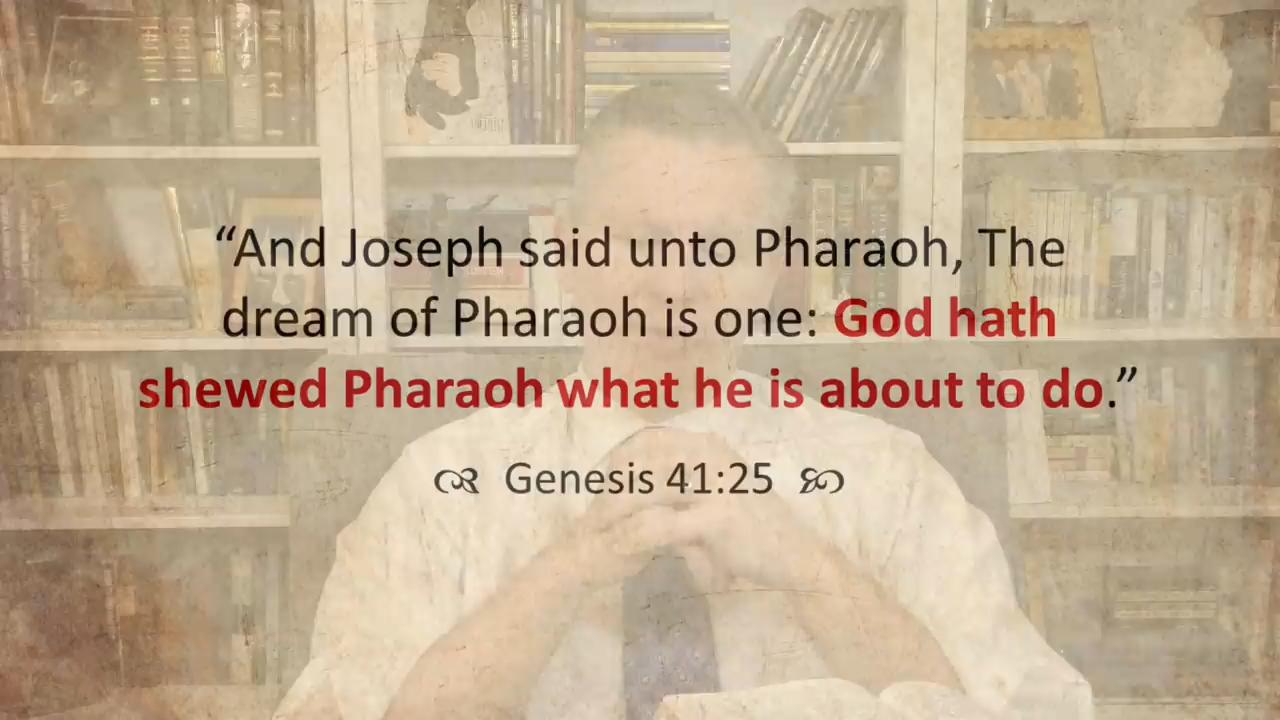 “And Joseph said unto Pharaoh, The
dream of Pharaoh is one: God hath
shewed Pharaoh what he is about to do.”
Genesis 41:25